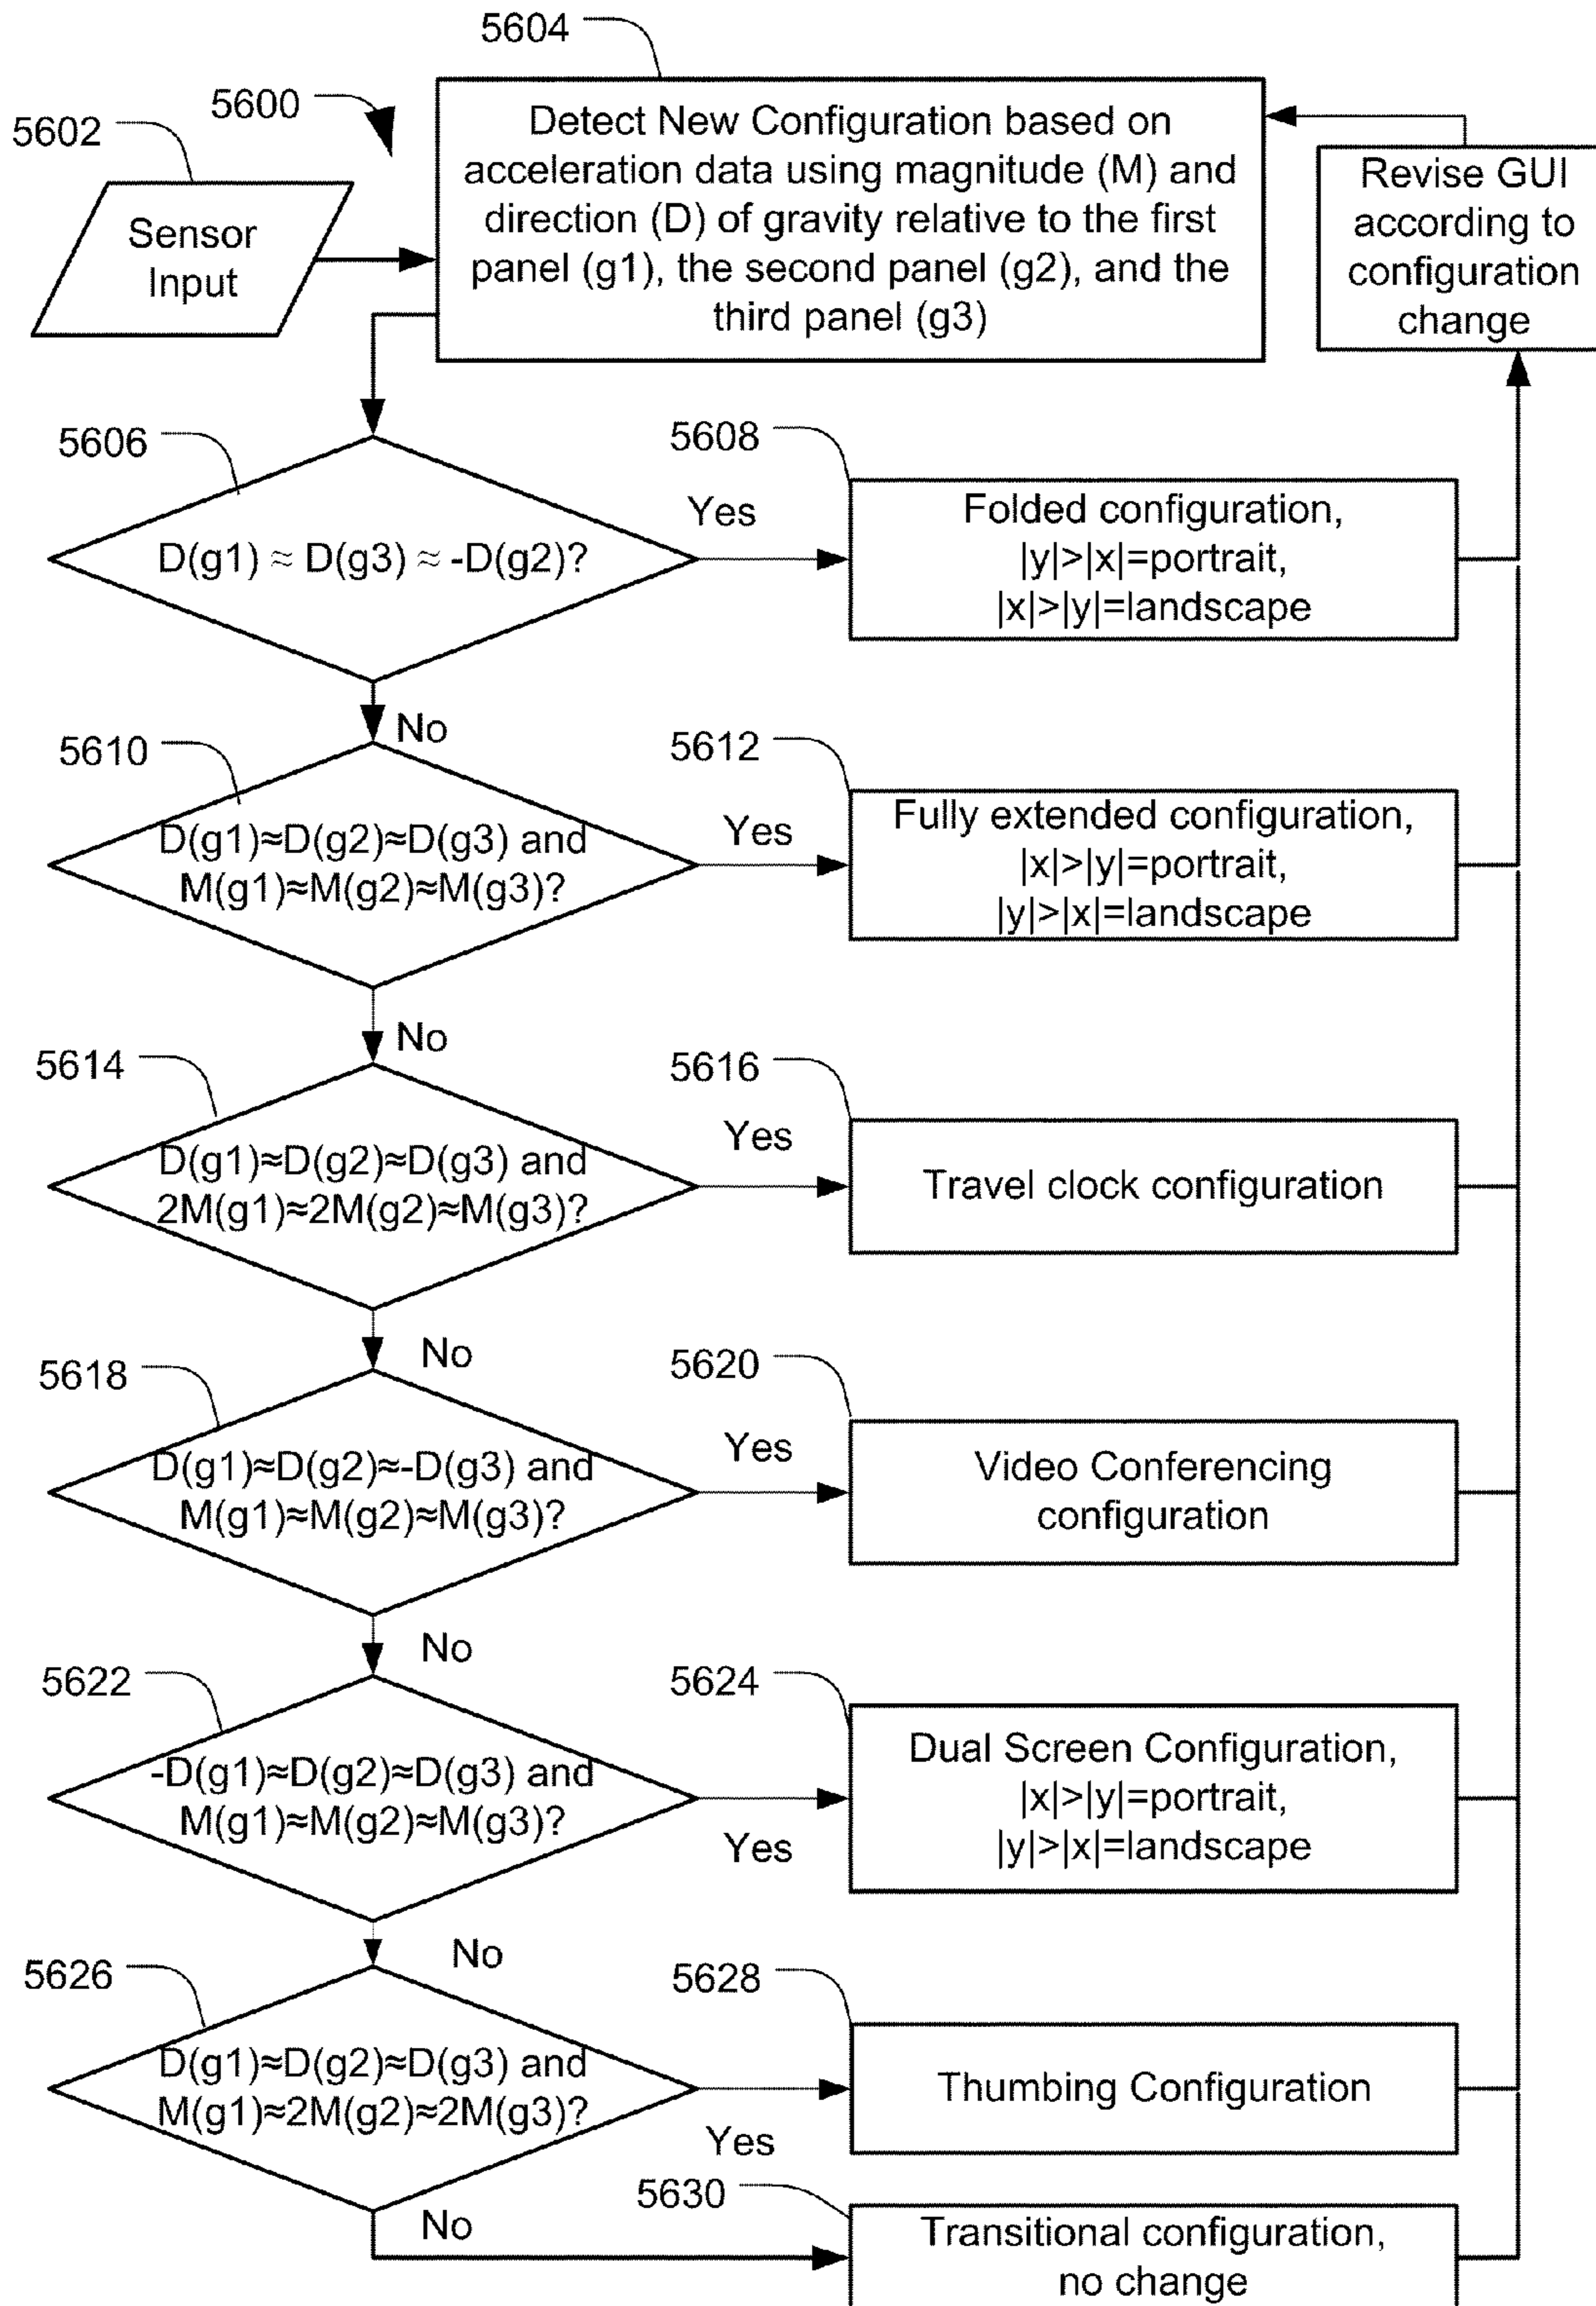 5604
5600
5602
Detect New Configuration based on
acceleration data using magnitude (M) and
direction (D) of gravity relative to the first
panel (g1), the second panel (g2), and the
third panel (g3)
Revise GUI
according to
configuration
change
Sensor
Input
5606
D(g1) ≈ D(g3) ≈ -D(g2)?
Yes
5608
Folded configuration,
|y|>|x|=portrait,
|x|>|y|=landscape
No
5610
D(g1)≈D(g2)≈D(g3) and
M(g1)≈M(g2)≈M(g3)?
Yes
5612
Fully extended configuration,
|x|>|y|=portrait,
|y|>|x|=landscape
No
5614
D(g1)≈D(g2)≈D(g3) and
2M(g1)≈2M(g2)≈M(g3)?
Yes
5616
Travel clock configuration
No
5618
D(g1)≈D(g2)≈-D(g3) and
M(g1)≈M(g2)≈M(g3)?
Yes
5620
Video Conferencing
configuration
No
5622
-D(g1)≈D(g2)≈D(g3) and
M(g1)≈M(g2)≈M(g3)?
Yes
5624
Dual Screen Configuration,
|x|>|y|=portrait,
|y|>|x|=landscape
No
5626
D(g1)≈D(g2)≈D(g3) and
M(g1)≈2M(g2)≈2M(g3)?
Yes
5628
Thumbing Configuration
No
5630
Transitional configuration,
no change